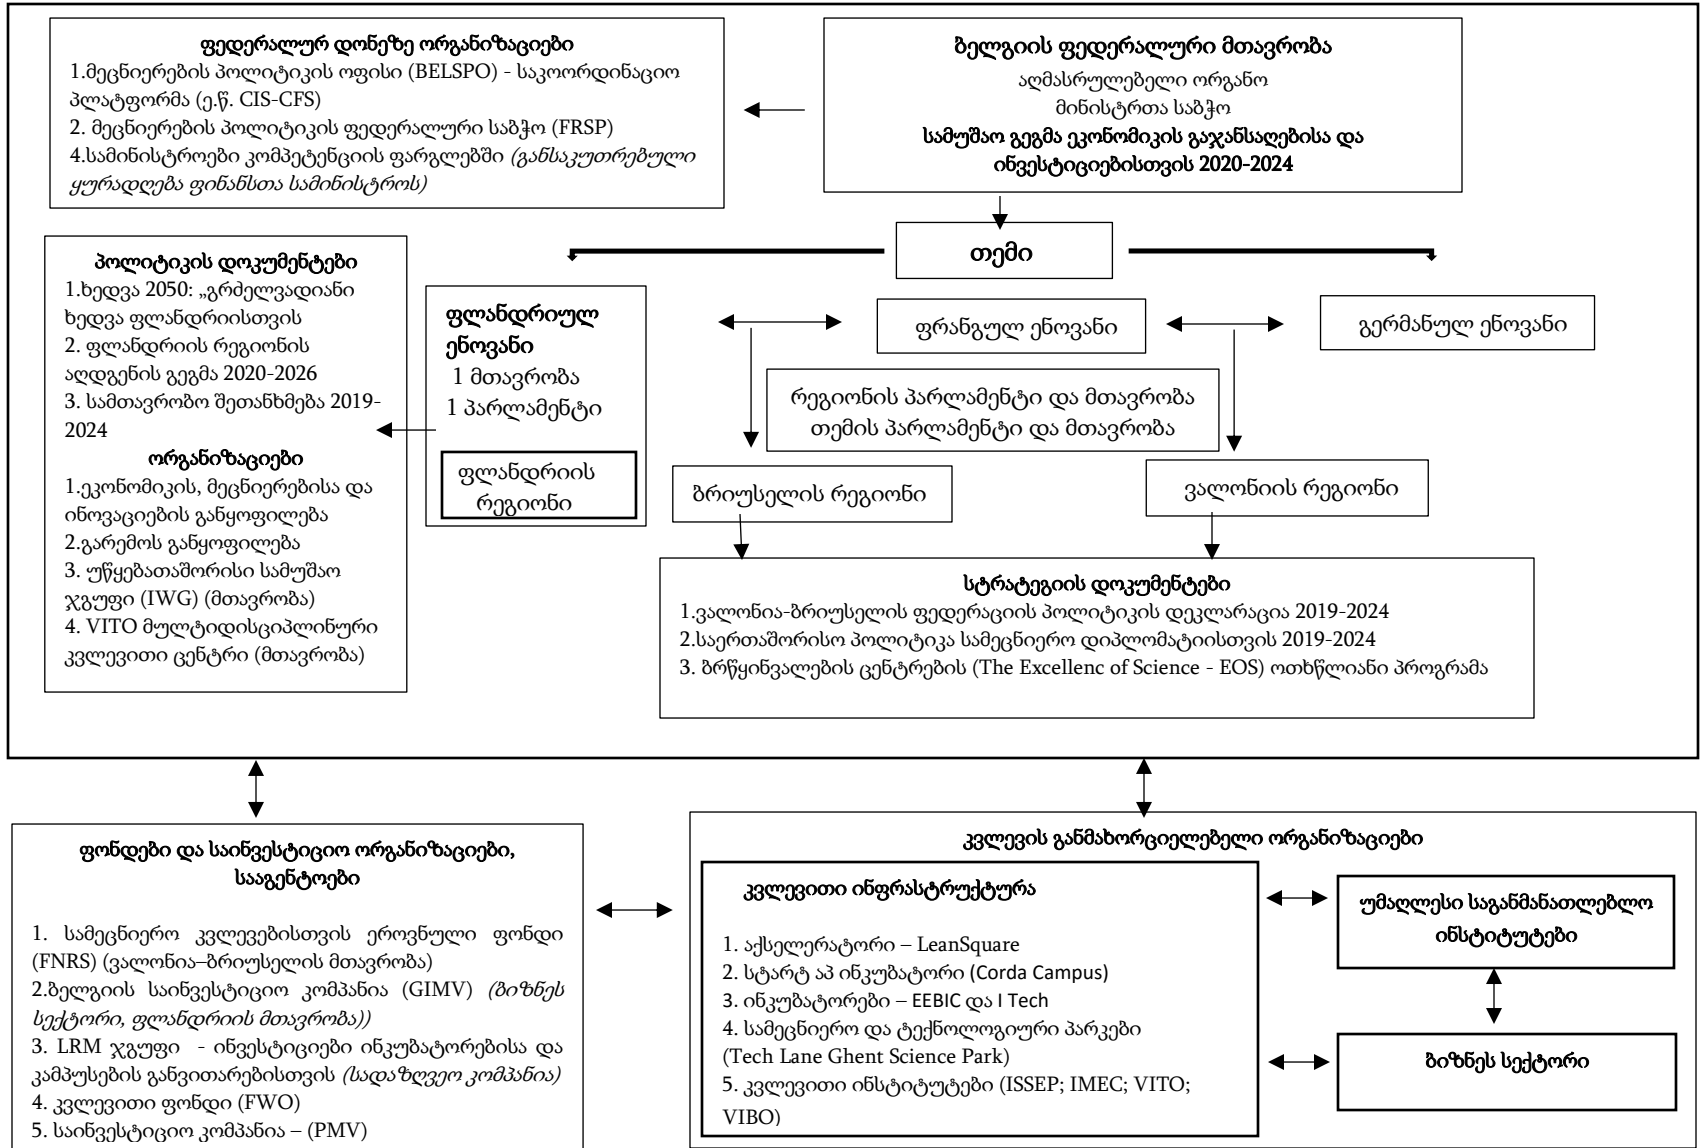 ფედერალურ დონეზე ორგანიზაციები
1.მეცნიერების პოლიტიკის ოფისი (BELSPO) - საკოორდინაციო
პლატფორმა (ე.წ. CIS-CFS)
2. მეცნიერების პოლიტიკის ფედერალური საბჭო (FRSP)
4.სამინისტროები კომპეტენციის ფარგლებში (განსაკუთრებული
ყურადღება ფინანსთა სამინისტროს)
ბელგიის ფედერალური მთავრობა
აღმასრულებელი ორგანო
მინისტრთა საბჭო
სამუშაო გეგმა ეკონომიკის გაჯანსაღებისა და
ინვესტიციებისთვის 2020-2024
თემი
პოლიტიკის დოკუმენტები
1.ხედვა 2050: „გრძელვადიანი
ხედვა ფლანდრიისთვის
2. ფლანდრიის რეგიონის
აღდგენის გეგმა 2020-2026
3. სამთავრობო შეთანხმება 2019-
2024
ორგანიზაციები
1.ეკონომიკის, მეცნიერებისა და
ინოვაციების განყოფილება
2.გარემოს განყოფილება
3. უწყებათაშორისი სამუშაო
ჯგუფი (IWG) (მთავრობა)
4. VITO მულტიდისციპლინური
კვლევითი ცენტრი (მთავრობა)
ფლანდრიულ
ენოვანი
1 მთავრობა
1 პარლამენტი
ფლანდრიის
რეგიონი
ფრანგულ ენოვანი
გერმანულ ენოვანი
რეგიონის პარლამენტი და მთავრობა
თემის პარლამენტი და მთავრობა
ბრიუსელის რეგიონი
ვალონიის რეგიონი
სტრატეგიის დოკუმენტები
1.ვალონია-ბრიუსელის ფედერაციის პოლიტიკის დეკლარაცია 2019-2024
2.საერთაშორისო პოლიტიკა სამეცნიერო დიპლომატიისთვის 2019-2024
3. ბრწყინვალების ცენტრების (The Excellenc of Science - EOS) ოთხწლიანი პროგრამა
ფონდები და საინვესტიციო ორგანიზაციები,
სააგენტოები
1. სამეცნიერო კვლევებისთვის ეროვნული ფონდი
(FNRS) (ვალონია–ბრიუსელის მთავრობა)
2.ბელგიის საინვესტიციო კომპანია (GIMV) (ბიზნეს
სექტორი, ფლანდრიის მთავრობა))
3. LRM ჯგუფი - ინვესტიციები ინკუბატორებისა და
კამპუსების განვითარებისთვის (სადაზღვეო კომპანია)
4. კვლევითი ფონდი (FWO)
5. საინვესტიციო კომპანია – (PMV)
კვლევის განმახორციელებელი ორგანიზაციები
კვლევითი ინფრასტრუქტურა
1. აქსელერატორი – LeanSquare
2. სტარტ აპ ინკუბატორი (Corda Campus)
3. ინკუბატორები – EEBIC და I Tech
4. სამეცნიერო და ტექნოლოგიური პარკები
(Tech Lane Ghent Science Park)
5. კვლევითი ინსტიტუტები (ISSEP; IMEC; VITO;
VIBO)
უმაღლესი საგანმანათლებლო
ინსტიტუტები
ბიზნეს სექტორი